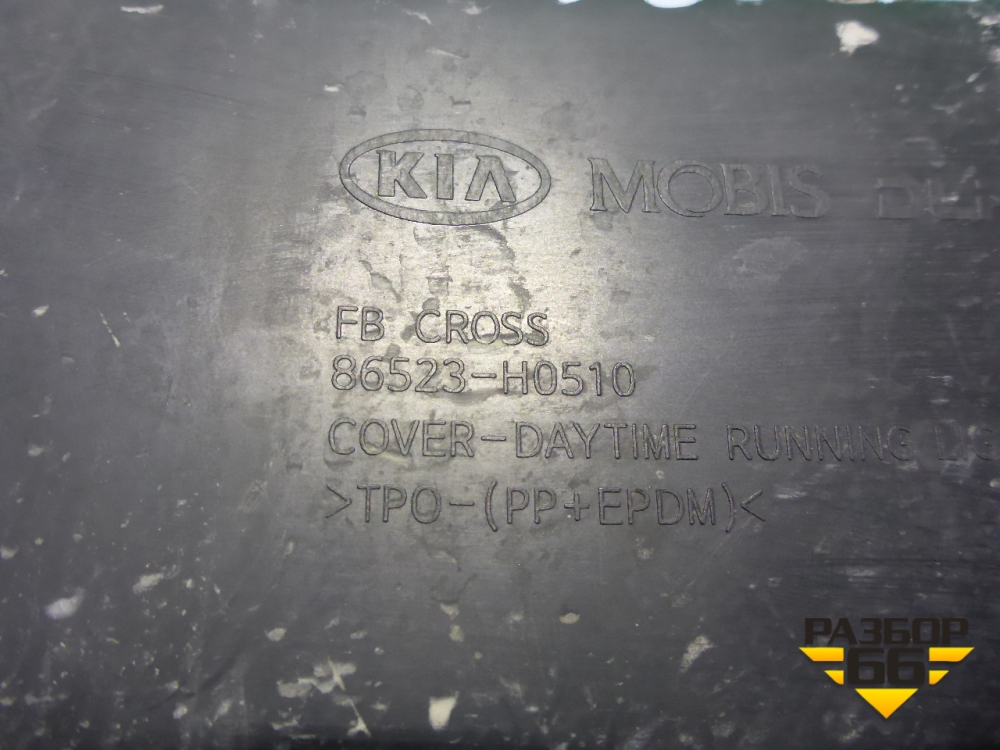 KIA MOBIS
FB CROSS
86523-H0510
COVER-DAYTIME RUNNING
>TPO-(PP+EPDM)<
РАЗБОР
66